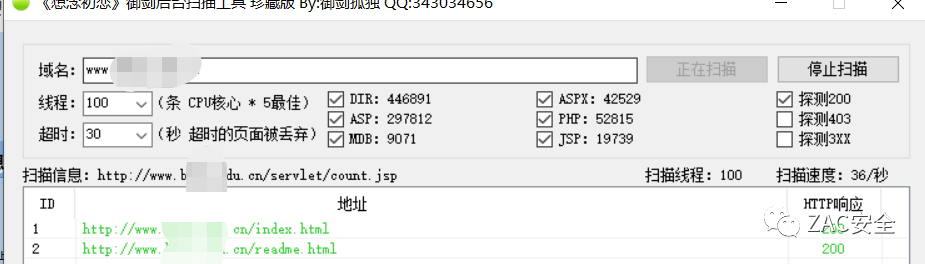 《想念初恋》御剑后台扫描工具 珍藏版 By:御剑孤独 QQ:343034656
域名: www 正在扫描 停止扫描
线程: 100 (条 CPU核心 * 5最佳) DIR: 446891 ASPX: 42529 探测200
ASP: 297812 PHP: 52815 探测403
超时: 30 (秒 超时的页面被丢弃) MDB: 9071 JSP: 19739 探测3XX
扫描信息: http://www.b du.cn/servlet/count.jsp 扫描线程: 100 扫描速度: 36/秒
ID 地址 HTTP响应
1 http://www. cn/index.html 200
2 http://www. cn/readme.html 200
ZAC安全